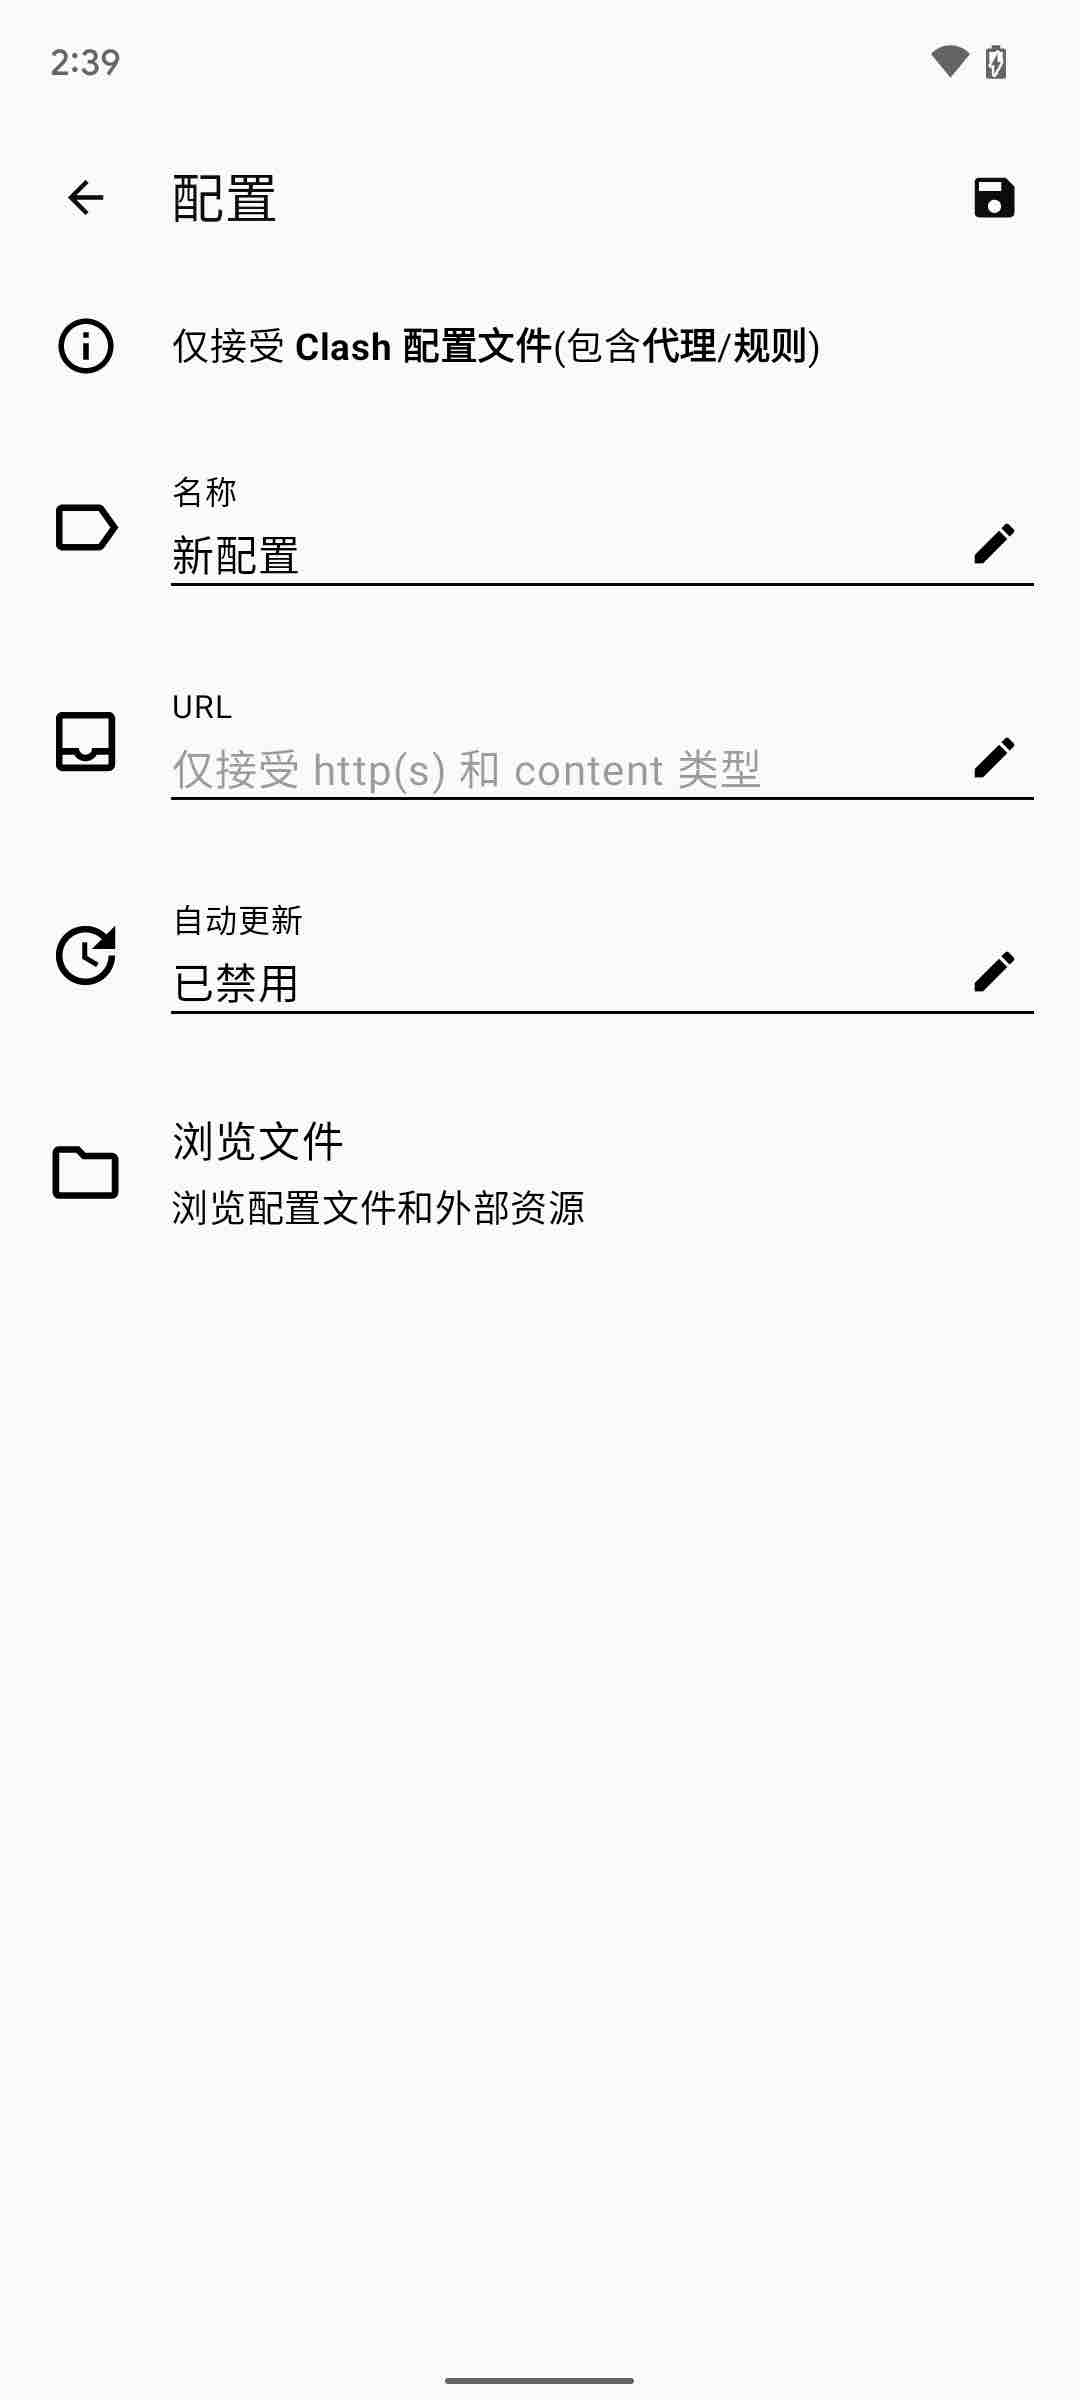 2:39
配置
仅接受 Clash 配置文件(包含代理/规则)
名称
新配置
URL
仅接受 http(s) 和 content 类型
自动更新
已禁用
浏览文件
浏览配置文件和外部资源